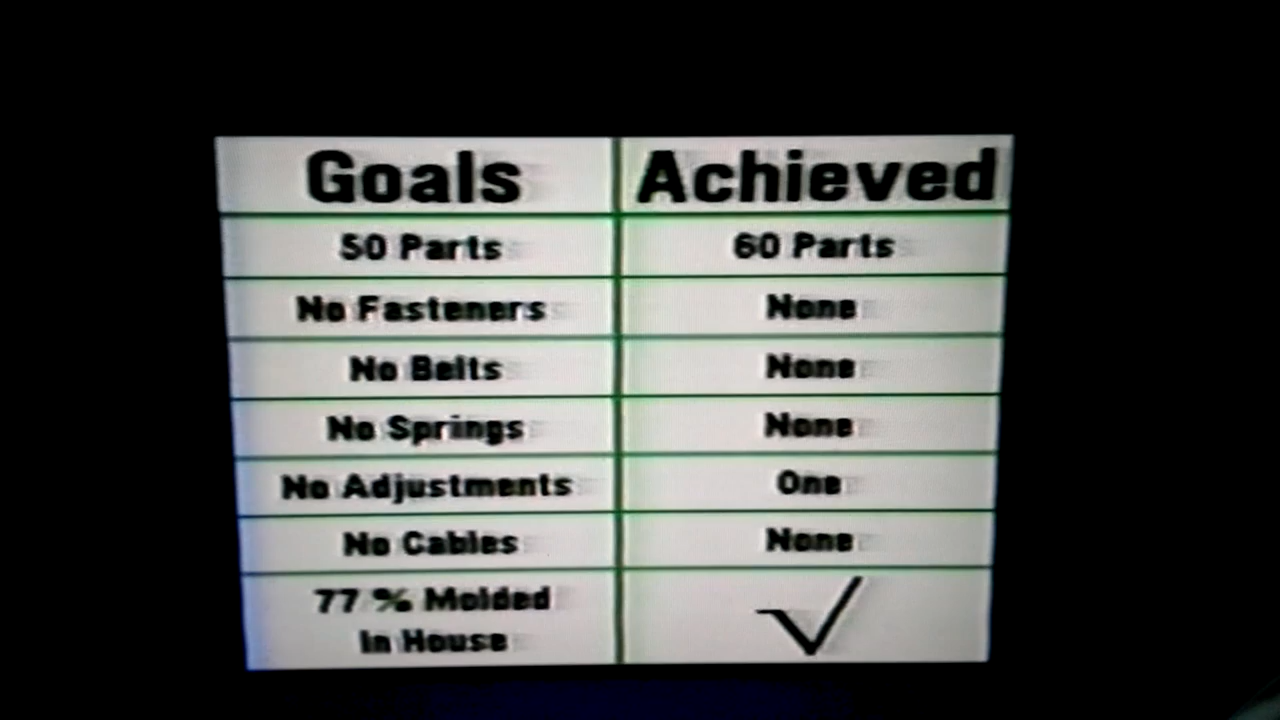 Goals Achieved
50 Parts 60 Parts
No Fasteners None
No Belts None
No Springs None
No Adjustments One
No Cables None
77 % Molded
In House